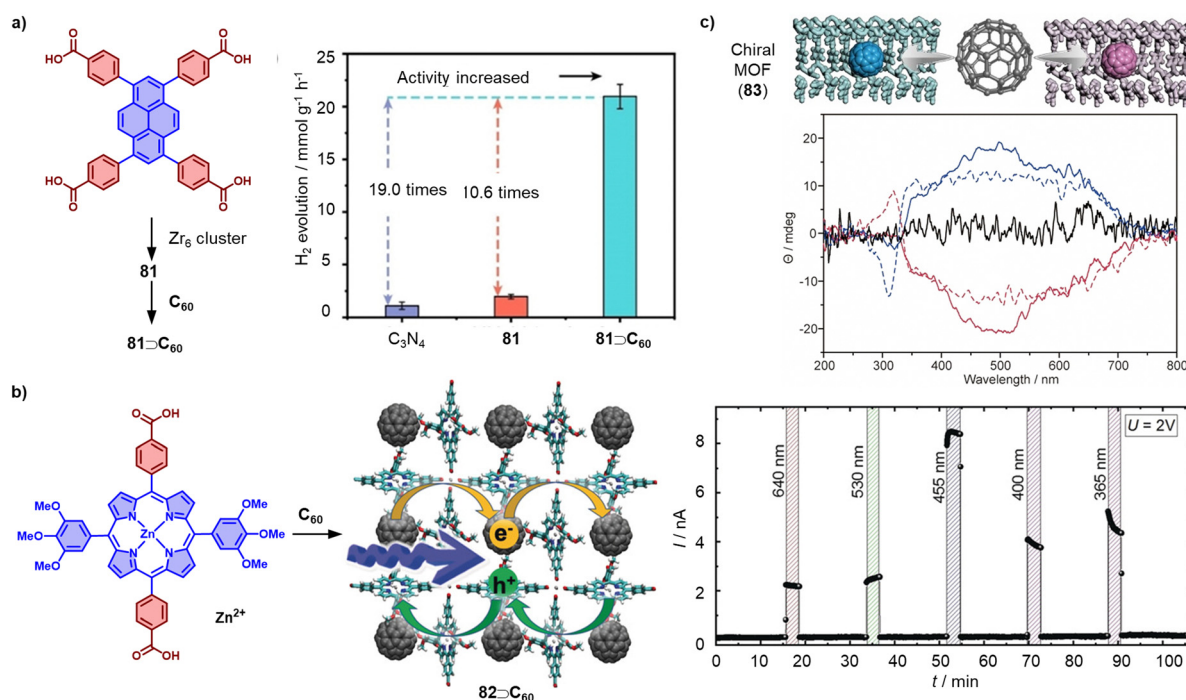 a)
O
OH
O
OH
O
OH
O
OH
Zr6 cluster
81
C60
81⊃C60
H2 evolution / mmol g-1 h-1
25
20
15
10
5
0
Activity increased
19.0 times
10.6 times
C3N4
81
81⊃C60
b)
O
OH
MeO
MeO
MeO
N
N
Zn
N
N
OMe
OMe
OMe
O
OH
Zn2+
C60
e-
h+
82⊃C60
c)
Chiral
MOF
(83)
Θ / mdeg
20
10
0
-10
-20
200
300
400
500
600
700
800
Wavelength / nm
I / nA
8
6
4
2
0
640 nm
530 nm
455 nm
400 nm
365 nm
U = 2V
0
10
20
30
40
50
60
70
80
90
100
t / min